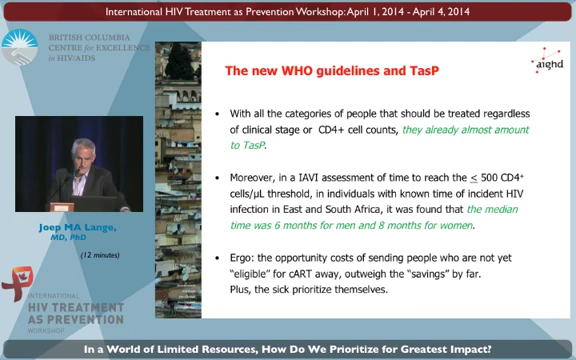 International HIV Treatment as Prevention Workshop: April 1, 2014 - April 4, 2014
BRITISH COLUMBIA
CENTRE for EXCELLENCE
in HIV/AIDS
Joep MA Lange,
MD, PhD
(12 minutes)
INTERNATIONAL
HIV TREATMENT
AS PREVENTION
WORKSHOP
The new WHO guidelines and TasP
aighd
• With all the categories of people that should be treated regardless
of clinical stage or CD4+ cell counts, they already almost amount
to TasP.
• Moreover, in a IAVI assessment of time to reach the ≤ 500 CD4⁺
cells/µL threshold, in individuals with known time of incident HIV
infection in East and South Africa, it was found that the median
time was 6 months for men and 8 months for women.
• Ergo: the opportunity costs of sending people who are not yet
“eligible” for cART away, outweigh the “savings” by far.
Plus, the sick prioritize themselves.
In a World of Limited Resources, How Do We Prioritize for Greatest Impact?